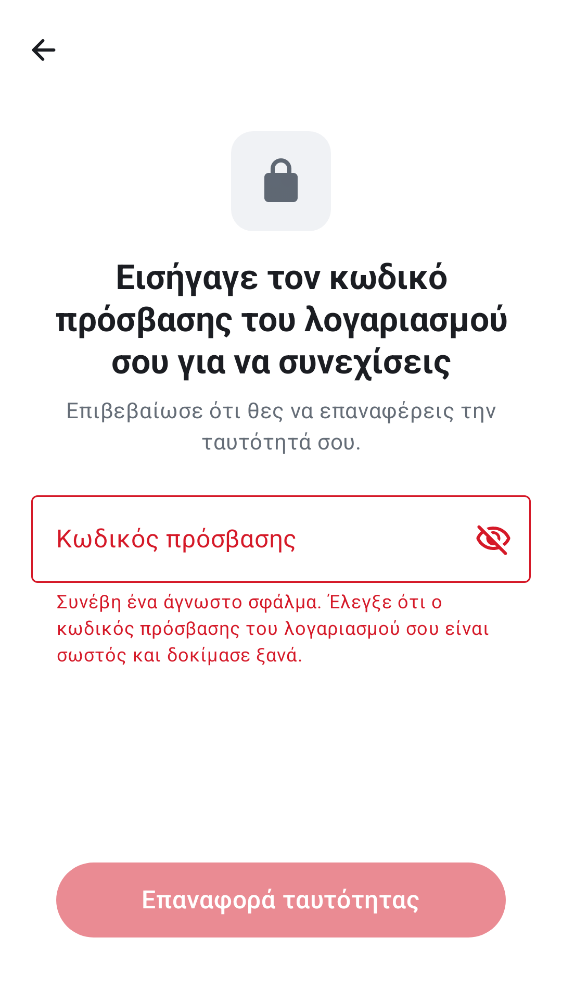 Εισήγαγε τον κωδικό
πρόσβασης του λογαριασμού
σου για να συνεχίσεις
Επιβεβαίωσε ότι θες να επαναφέρεις την
ταυτότητά σου.
Κωδικός πρόσβασης
Συνέβη ένα άγνωστο σφάλμα. Έλεγξε ότι ο
κωδικός πρόσβασης του λογαριασμού σου είναι
σωστός και δοκίμασε ξανά.
Επαναφορά ταυτότητας